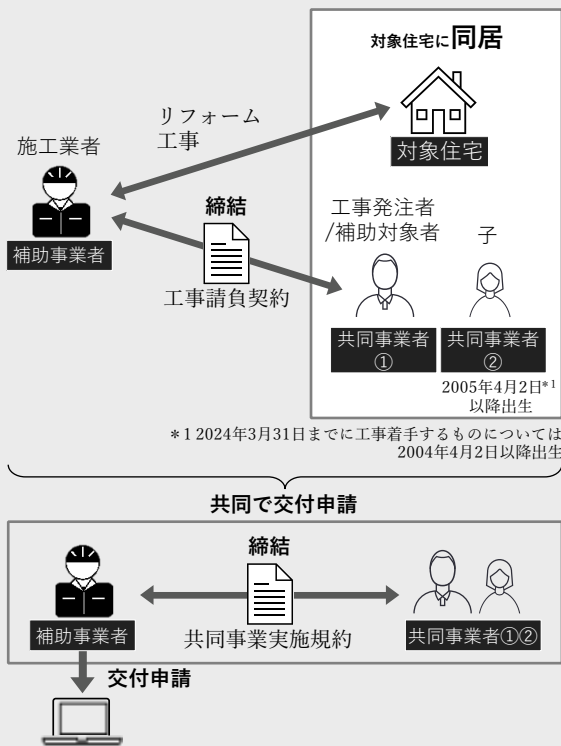 対象住宅に同居
リフォーム
工事
対象住宅
施工業者
補助事業者
締結
工事請負契約
工事発注者
/補助対象者
子
共同事業者
①
共同事業者
②
2005年4月2日*1
以降出生
*1 2024年3月31日までに工事着手するものについては
2004年4月2日以降出生
共同で交付申請
締結
補助事業者
共同事業実施規約
共同事業者①②
交付申請